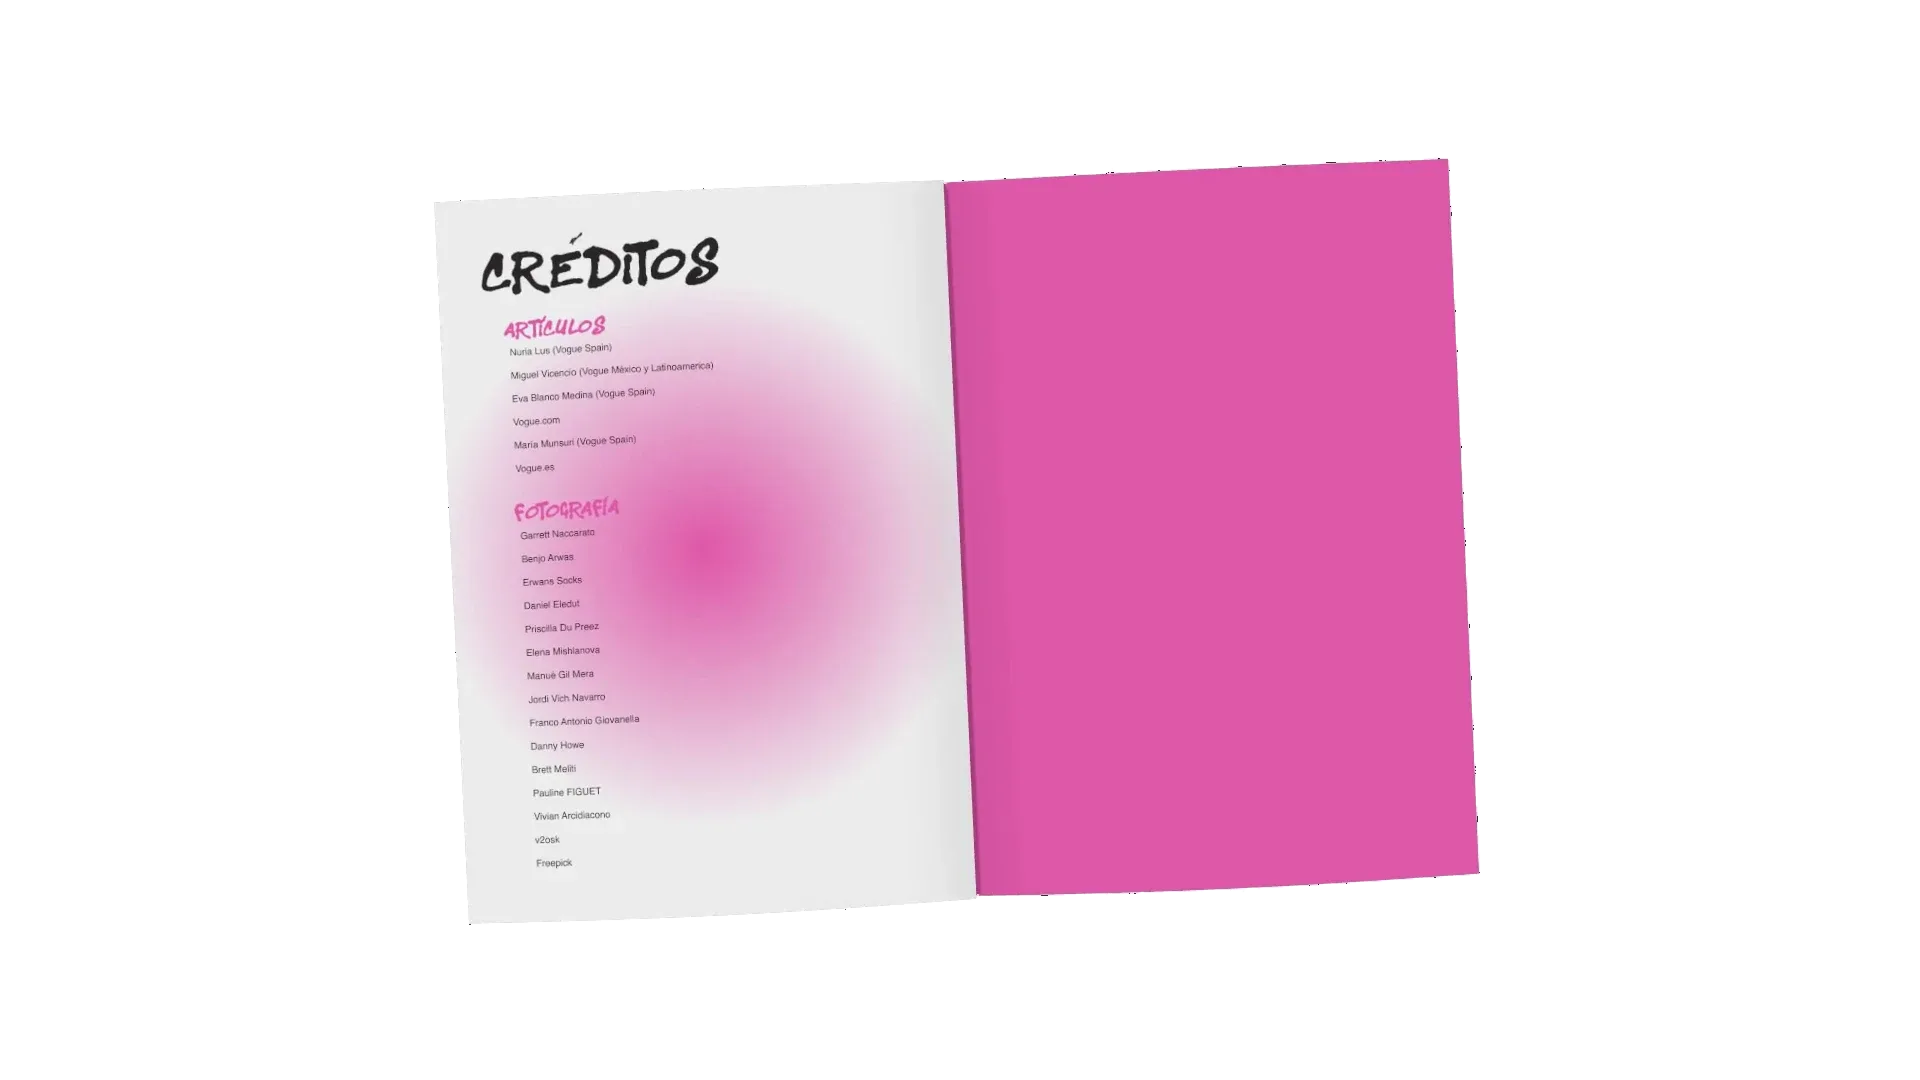 CRÉDITOS
ARTÍCULOS
Nuria Lus (Vogue Spain)
Miguel Vicencio (Vogue México y Latinoamerica)
Eva Blanco Medina (Vogue Spain)
Vogue.com
María Munsuri (Vogue Spain)
Vogue.es
FOTOGRAFÍA
Garrett Naccarato
Benjo Arwas
Erwans Socks
Daniel Eledut
Priscilla Du Preez
Elena Mishlanova
Manuè Gil Mera
Jordi Vich Navarro
Franco Antonio Giovanella
Danny Howe
Brett Meliti
Pauline FIGUET
Vivian Arcidiacono
v2osk
Freepick